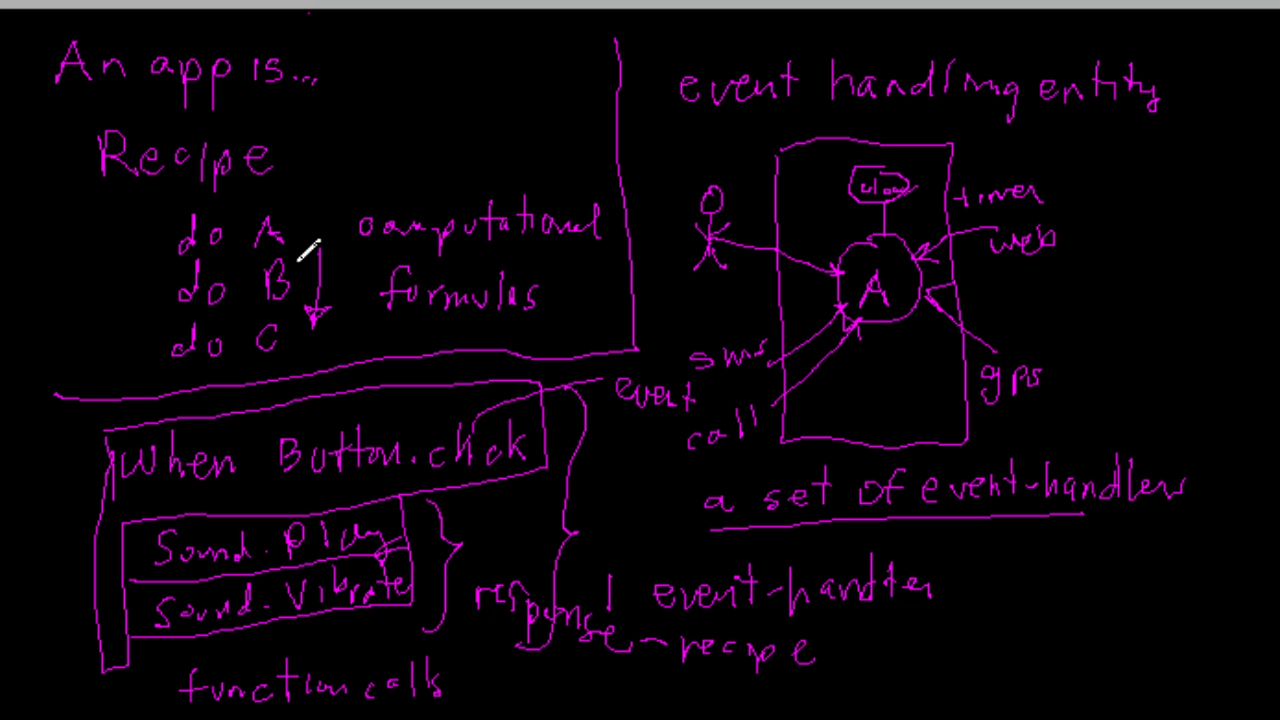 An app is...
Recipe
do A
do B
do C
computational
formulas
event handling entity
timer
web
A
sms
call
gps
a set of event-handlers
When Button.click
event
Sound.Play
Sound.Vibrate
response - recipe
event-handler
function calls